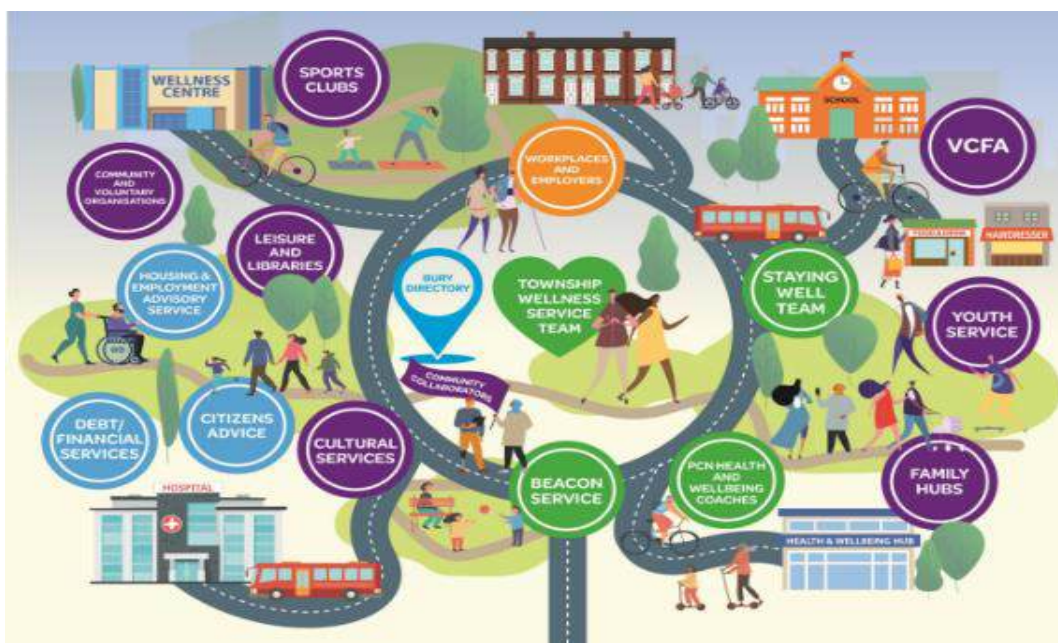 WELLNESS
CENTRE
SPORTS
CLUBS
SCHOOL
VCFA
WORKPLACES
AND
EMPLOYERS
COMMUNITY
AND
VOLUNTARY
ORGANISATIONS
LEISURE
AND
LIBRARIES
HAIRDRESSER
HOUSING &
EMPLOYMENT
ADVISORY
SERVICE
BURY
DIRECTORY
TOWNSHIP
WELLNESS
SERVICE
TEAM
STAYING
WELL
TEAM
YOUTH
SERVICE
COMMUNITY
COLLABORATORS
DEBT/
FINANCIAL
SERVICES
CITIZENS
ADVICE
CULTURAL
SERVICES
HOSPITAL
BEACON
SERVICE
PCN HEALTH
AND
WELLBEING
COACHES
FAMILY
HUBS
HEALTH & WELLBEING HUB